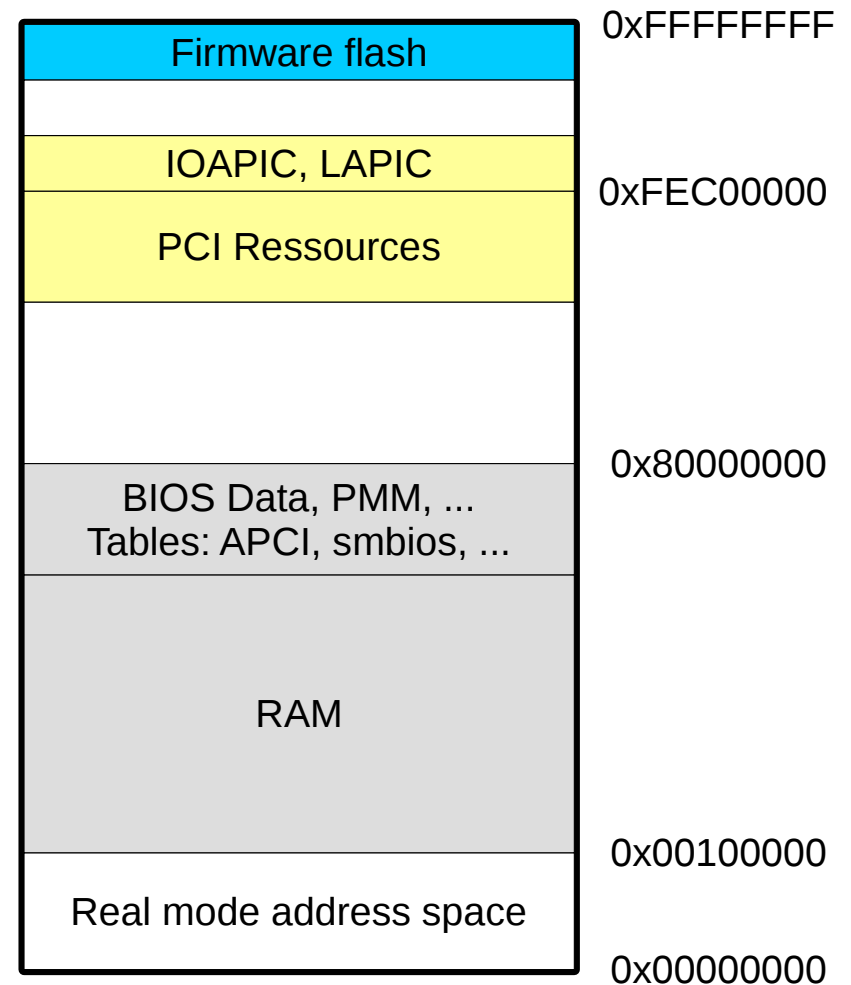 0xFFFFFFFF
Firmware flash
IOAPIC, LAPIC
0xFEC00000
PCI Ressources
0x80000000
BIOS Data, PMM, ...
Tables: APCI, smbios, ...
RAM
0x00100000
Real mode address space
0x00000000